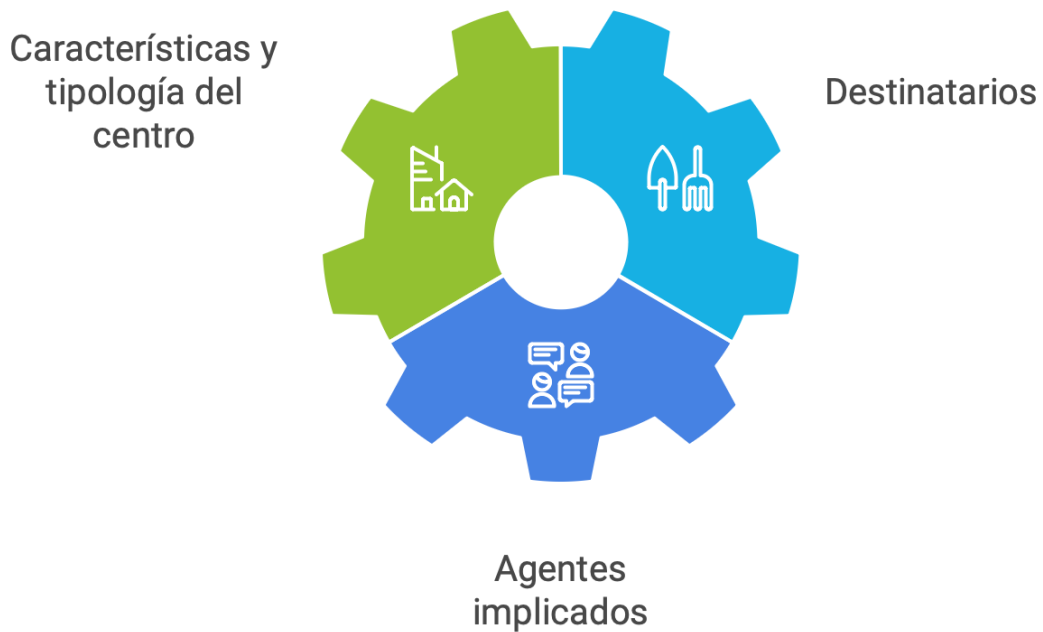 Características y
tipología del
centro
Destinatarios
Agentes
implicados